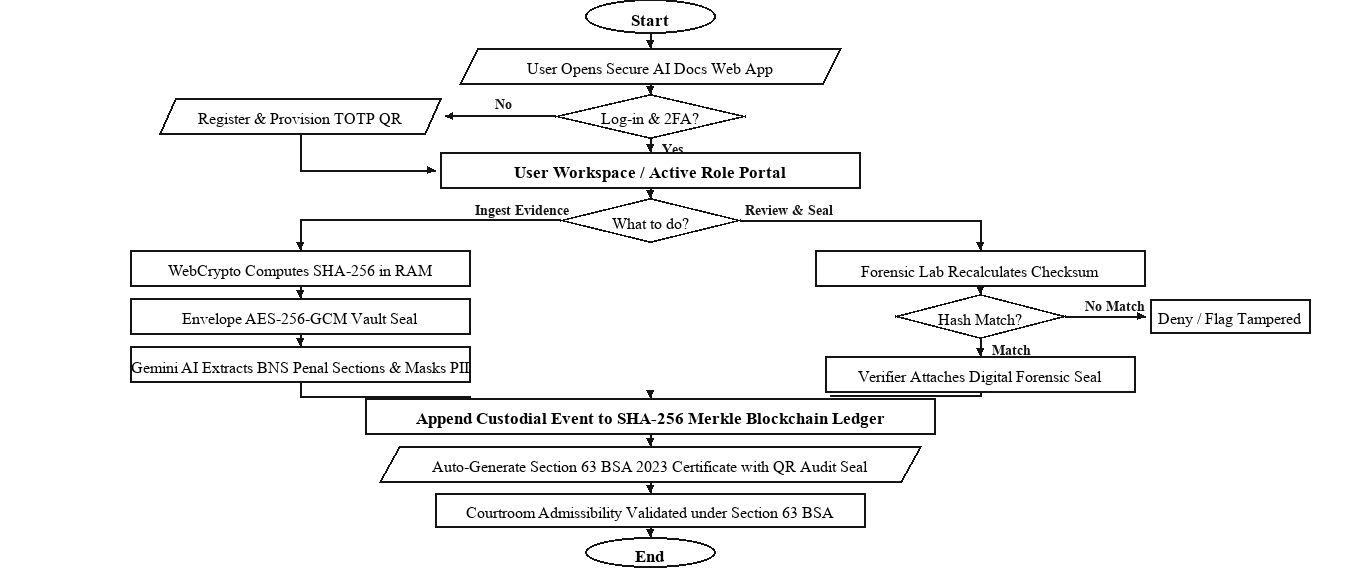 Start
User Opens Secure AI Docs Web App
No
Register & Provision TOTP QR
Log-in & 2FA?
Yes
User Workspace / Active Role Portal
Ingest Evidence
What to do?
Review & Seal
WebCrypto Computes SHA-256 in RAM
Forensic Lab Recalculates Checksum
Envelope AES-256-GCM Vault Seal
Hash Match?
No Match
Deny / Flag Tampered
Match
Gemini AI Extracts BNS Penal Sections & Masks PII
Verifier Attaches Digital Forensic Seal
Append Custodial Event to SHA-256 Merkle Blockchain Ledger
Auto-Generate Section 63 BSA 2023 Certificate with QR Audit Seal
Courtroom Admissibility Validated under Section 63 BSA
End